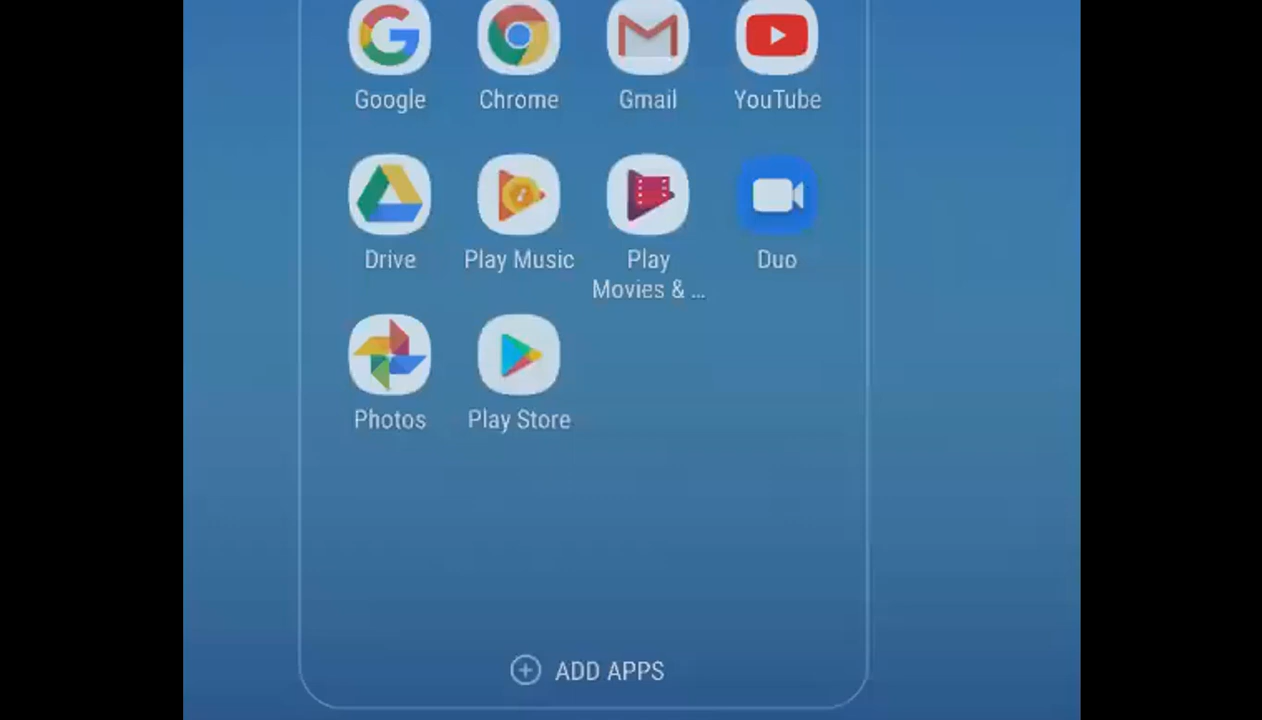 Google Chrome Gmail YouTube
Drive Play Music Play Duo
Movies & ...
Photos Play Store
ADD APPS